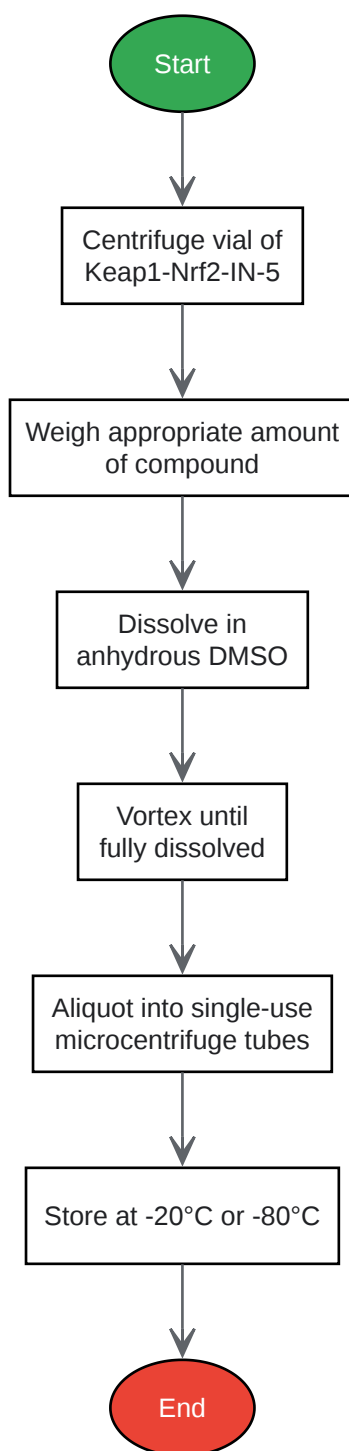 Start
Centrifuge vial of
Keap1-Nrf2-IN-5
Weigh appropriate amount
of compound
Dissolve in
anhydrous DMSO
Vortex until
fully dissolved
Aliquot into single-use
microcentrifuge tubes
Store at -20°C or -80°C
End